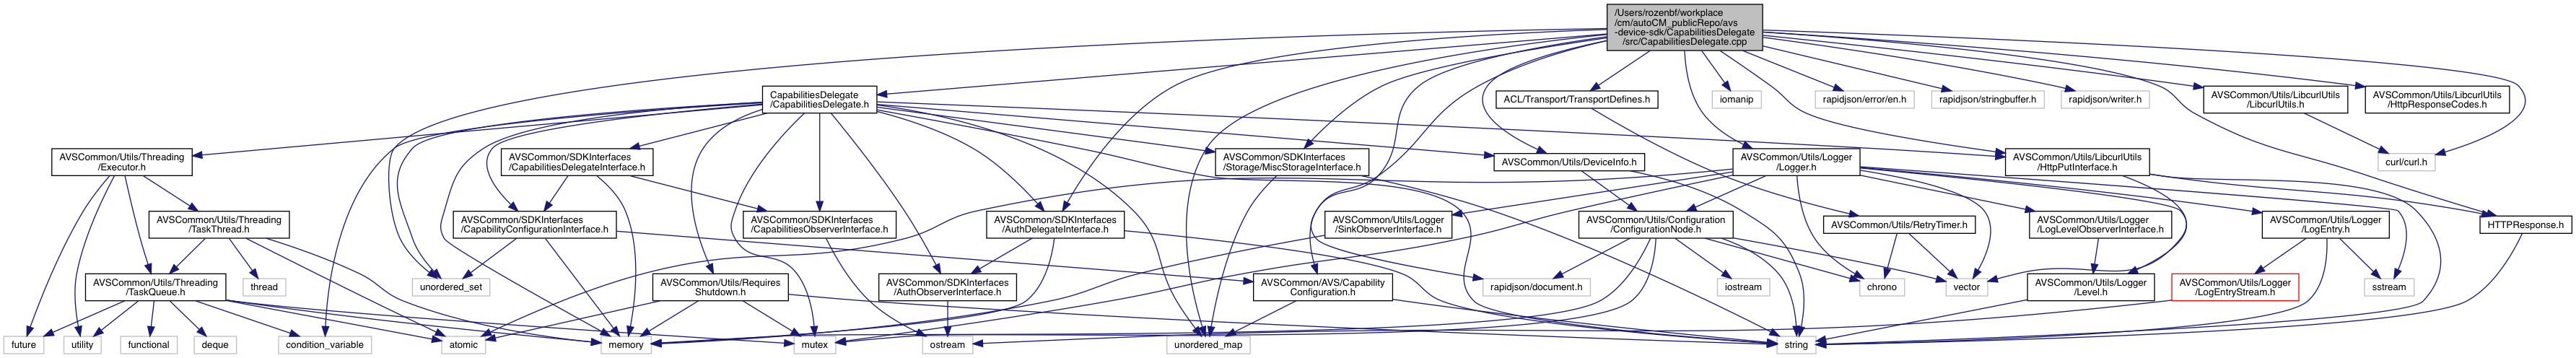 /Users/rozenbf/workplace
/cm/autoCM_publicRepo/avs
-device-sdk/CapabilitiesDelegate
/src/CapabilitiesDelegate.cpp
CapabilitiesDelegate
/CapabilitiesDelegate.h
ACL/Transport/TransportDefines.h
iomanip
rapidjson/error/en.h
rapidjson/stringbuffer.h
rapidjson/writer.h
AVSCommon/Utils/LibcurlUtils
/LibcurlUtils.h
AVSCommon/Utils/LibcurlUtils
/HttpResponseCodes.h
AVSCommon/Utils/Threading
/Executor.h
AVSCommon/SDKInterfaces
/CapabilitiesDelegateInterface.h
AVSCommon/SDKInterfaces
/Storage/MiscStorageInterface.h
AVSCommon/Utils/DeviceInfo.h
AVSCommon/Utils/Logger
/Logger.h
AVSCommon/Utils/LibcurlUtils
/HttpPutInterface.h
curl/curl.h
AVSCommon/Utils/Threading
/TaskThread.h
AVSCommon/SDKInterfaces
/CapabilityConfigurationInterface.h
AVSCommon/SDKInterfaces
/CapabilitiesObserverInterface.h
AVSCommon/SDKInterfaces
/AuthDelegateInterface.h
AVSCommon/Utils/Logger
/SinkObserverInterface.h
AVSCommon/Utils/Configuration
/ConfigurationNode.h
AVSCommon/Utils/RetryTimer.h
AVSCommon/Utils/Logger
/LogLevelObserverInterface.h
AVSCommon/Utils/Logger
/LogEntry.h
HTTPResponse.h
AVSCommon/Utils/Threading
/TaskQueue.h
thread
unordered_set
AVSCommon/Utils/Requires
Shutdown.h
AVSCommon/SDKInterfaces
/AuthObserverInterface.h
AVSCommon/AVS/Capability
Configuration.h
rapidjson/document.h
iostream
chrono
vector
AVSCommon/Utils/Logger
/Level.h
AVSCommon/Utils/Logger
/LogEntryStream.h
sstream
future
utility
functional
deque
condition_variable
atomic
memory
mutex
ostream
unordered_map
string